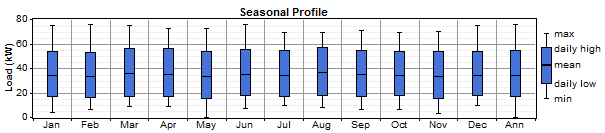 Seasonal Profile
Load (kW)
80
60
40
20
0
Jan Feb Mar Apr May Jun Jul Aug Sep Oct Nov Dec Ann
max
daily high
mean
daily low
min